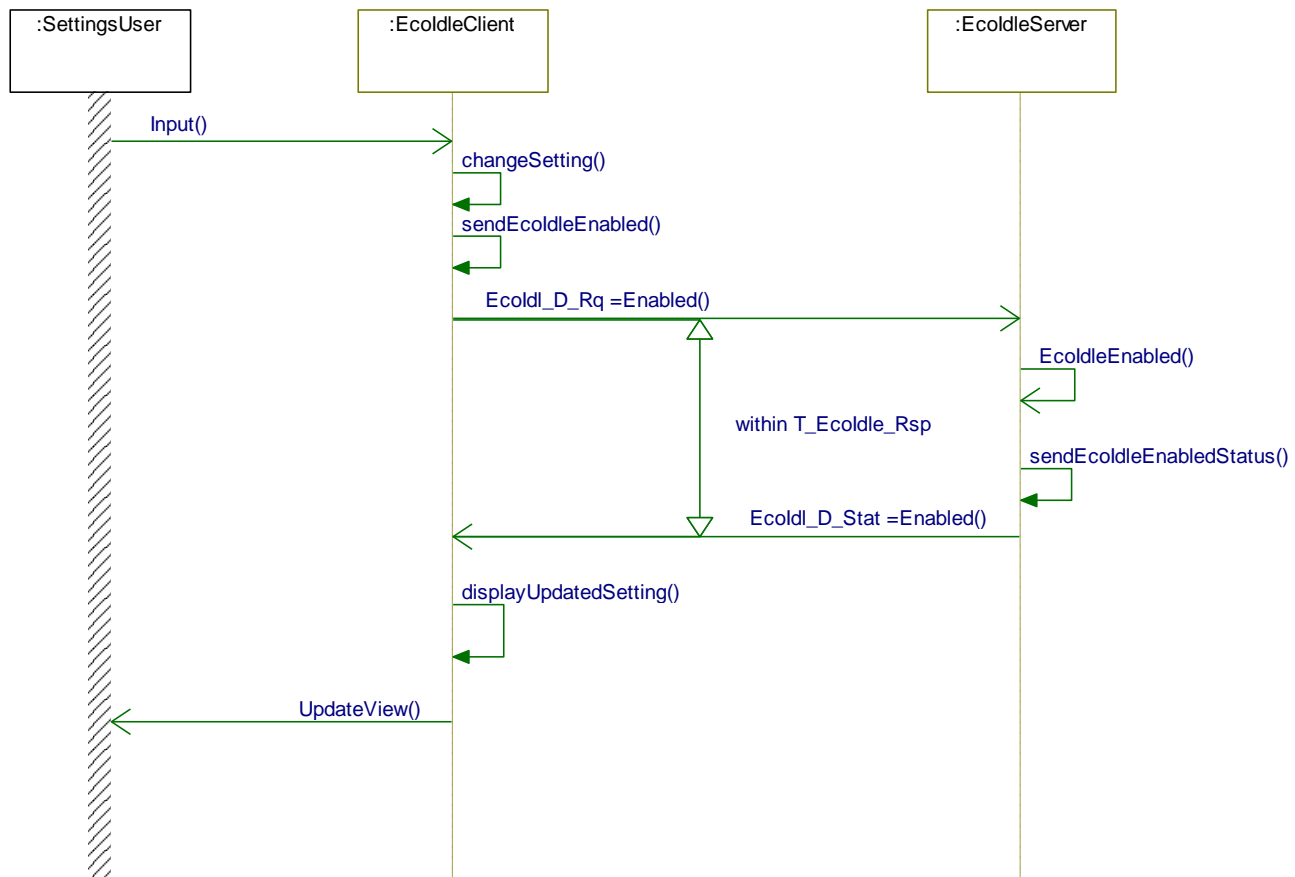 :SettingsUser
:EcoIdleClient
:EcoIdleServer
Input()
changeSetting()
sendEcoIdleEnabled()
EcoIdl_D_Rq =Enabled()
EcoIdleEnabled()
within T_EcoIdle_Rsp
sendEcoIdleEnabledStatus()
EcoIdl_D_Stat =Enabled()
displayUpdatedSetting()
UpdateView()